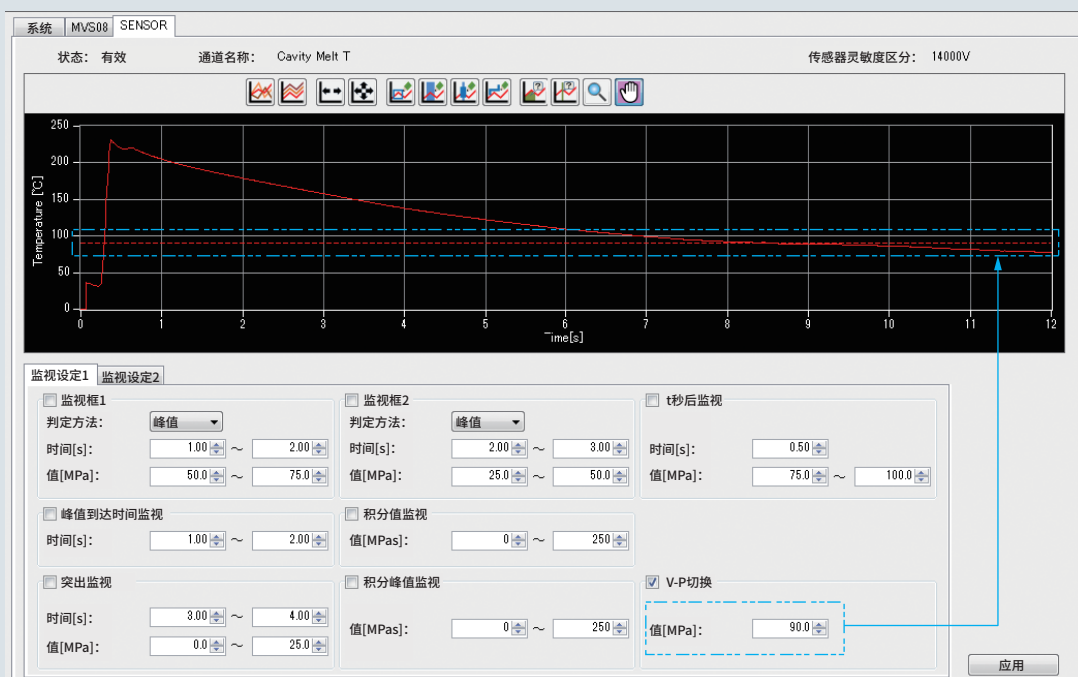 系统 MVS08 SENSOR
状态： 有效 通道名称： Cavity Melt T 传感器灵敏度区分： 14000V
250
200
150
100
50
0
Temperature [℃]
0 1 2 3 4 5 6 7 8 9 10 11 12
Time[s]
监视设定1 监视设定2
监视框1 监视框2 t秒后监视
判定方法： 峰值 判定方法： 峰值
时间[s]： 1.00 ～ 2.00 时间[s]： 2.00 ～ 3.00 时间[s]： 0.50
值[MPa]： 50.0 ～ 75.0 值[MPa]： 25.0 ～ 50.0 值[MPa]： 75.0 ～ 100.0
峰值到达时间监视 积分值监视
时间[s]： 1.00 ～ 2.00 值[MPas]： 0 ～ 250
突出监视 积分峰值监视 V-P切换
时间[s]： 3.00 ～ 4.00
值[MPas]： 0 ～ 250 值[MPa]： 90.0
值[MPa]： 0.0 ～ 25.0
应用